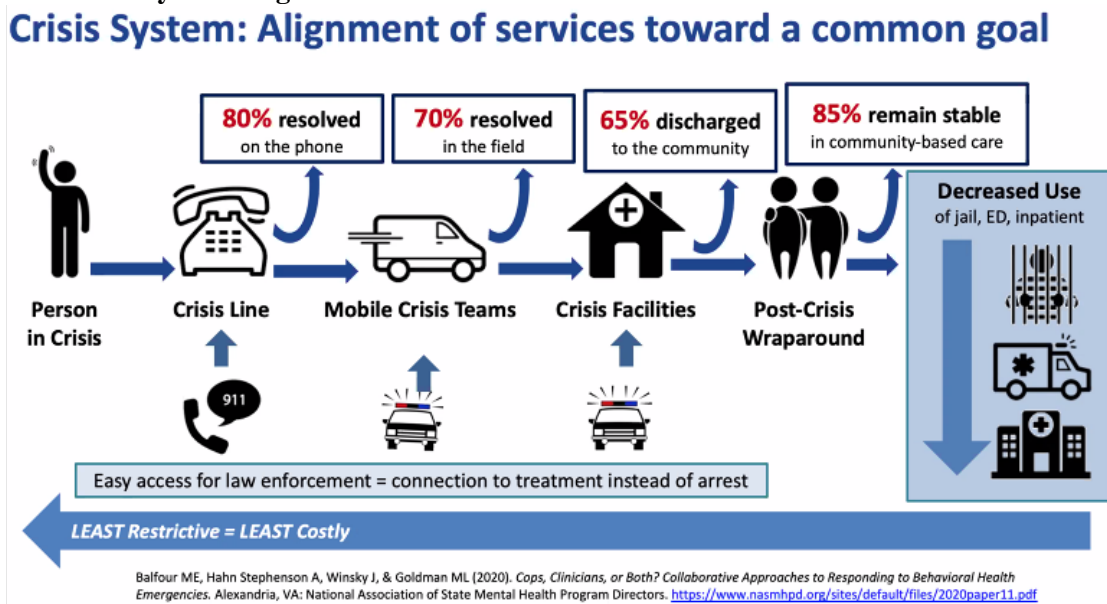 Crisis System: Alignment of services toward a common goal
80% resolved
on the phone
70% resolved
in the field
65% discharged
to the community
85% remain stable
in community-based care
Decreased Use
of jail, ED, inpatient
Person
in Crisis
Crisis Line
Mobile Crisis Teams
Crisis Facilities
Post-Crisis
Wraparound
911
Easy access for law enforcement = connection to treatment instead of arrest
LEAST Restrictive = LEAST Costly
Balfour ME, Hahn Stephenson A, Winsky J, & Goldman ML (2020). Cops, Clinicians, or Both? Collaborative Approaches to Responding to Behavioral Health
Emergencies. Alexandria, VA: National Association of State Mental Health Program Directors. https://www.nasmhpd.org/sites/default/files/2020paper11.pdf